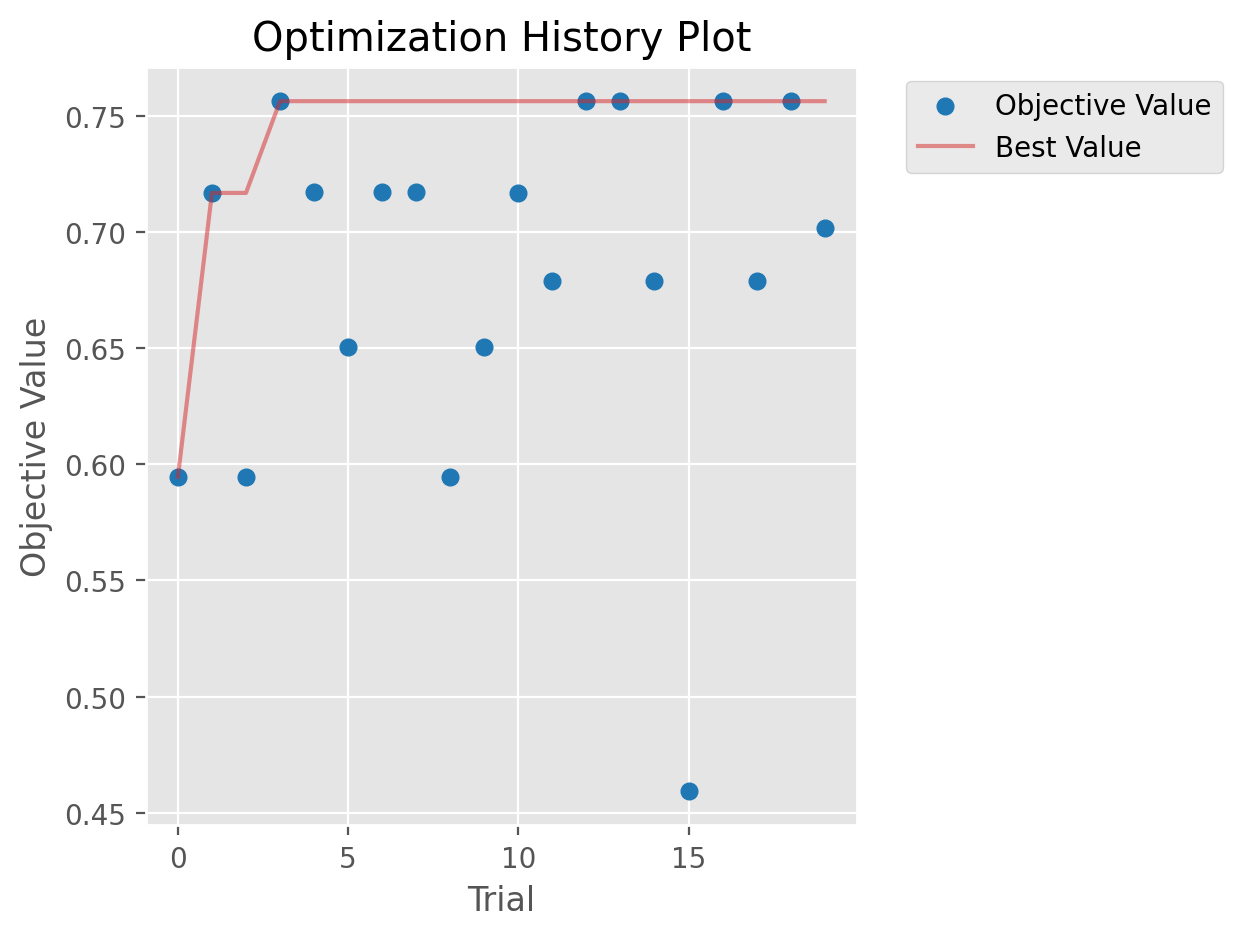 Optimization History Plot
Objective Value
Best Value
0.75
0.70
0.65
0.60
0.55
0.50
0.45
Objective Value
0
5
10
15
Trial